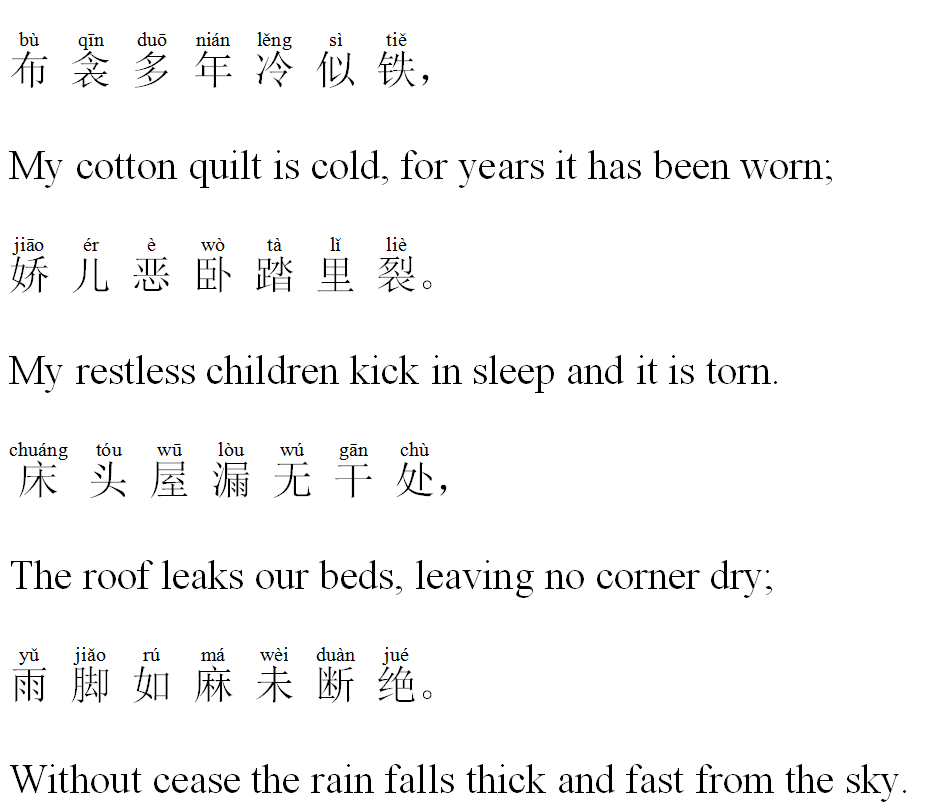 bù qīn duō nián lěng sì tiě
布衾多年冷似铁，
My cotton quilt is cold, for years it has been worn;
jiāo ér è wò tà lǐ liè
娇儿恶卧踏里裂。
My restless children kick in sleep and it is torn.
chuáng tóu wū lòu wú gān chù
床头屋漏无干处，
The roof leaks our beds, leaving no corner dry;
yǔ jiǎo rú má wèi duàn jué
雨脚如麻未断绝。
Without cease the rain falls thick and fast from the sky.